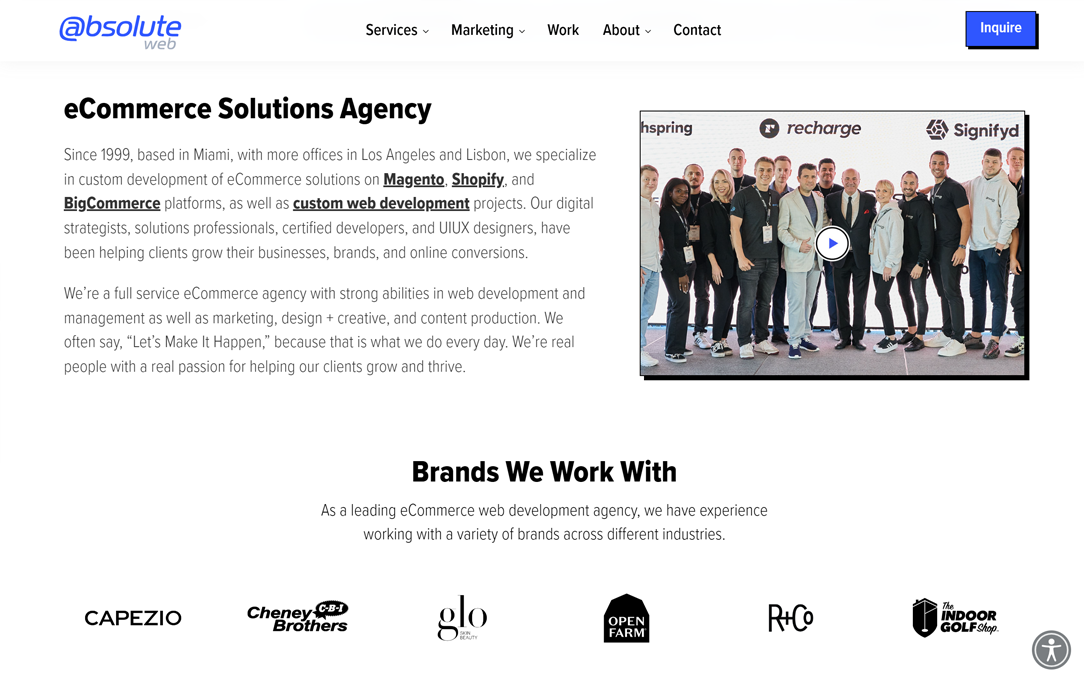 @bsolute
web
Services
Marketing
Work
About
Contact
Inquire
eCommerce Solutions Agency
Since 1999, based in Miami, with more offices in Los Angeles and Lisbon, we specialize
in custom development of eCommerce solutions on Magento, Shopify, and
BigCommerce platforms, as well as custom web development projects. Our digital
strategists, solutions professionals, certified developers, and UIUX designers, have
been helping clients grow their businesses, brands, and online conversions.
We’re a full service eCommerce agency with strong abilities in web development and
management as well as marketing, design + creative, and content production. We
often say, “Let’s Make It Happen,” because that is what we do every day. We’re real
people with a real passion for helping our clients grow and thrive.
hspring
recharge
Signifyd
Brands We Work With
As a leading eCommerce web development agency, we have experience
working with a variety of brands across different industries.
CAPEZIO
Cheney C-B-I
Brothers
glo
SKIN
BEAUTY
OPEN
FARM
R+Co
The
INDOOR
GOLF Shop.